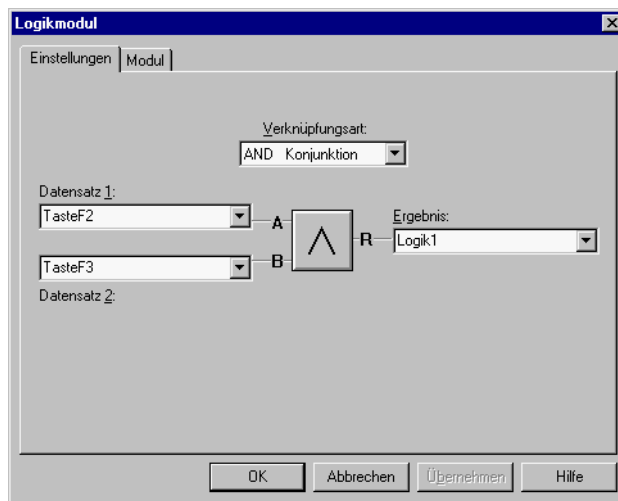 Logikmodul
Einstellungen Modul
Verknüpfungsart:
AND Konjunktion
Datensatz 1:
TasteF2
A
Ergebnis:
R
Logik1
TasteF3
B
Datensatz 2:
OK Abbrechen Übernehmen Hilfe